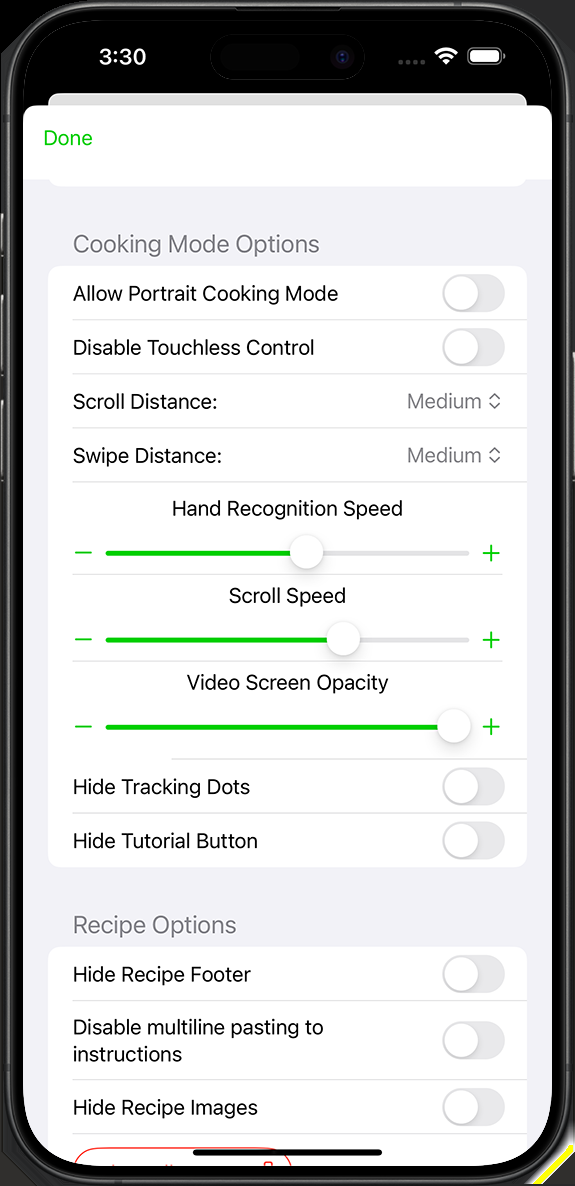 3:30
Done
Cooking Mode Options
Allow Portrait Cooking Mode
Disable Touchless Control
Scroll Distance: Medium
Swipe Distance: Medium
Hand Recognition Speed
Scroll Speed
Video Screen Opacity
Hide Tracking Dots
Hide Tutorial Button
Recipe Options
Hide Recipe Footer
Disable multiline pasting to
instructions
Hide Recipe Images